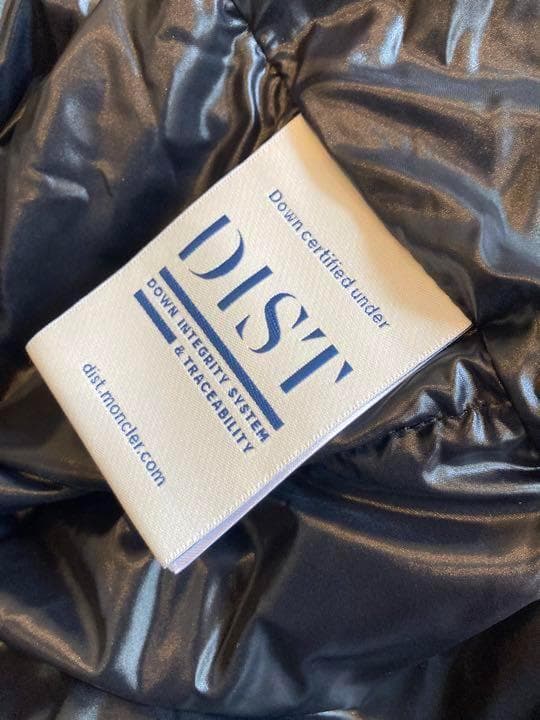 Down certified under
DIST
DOWN INTEGRITY SYSTEM
& TRACEABILITY
dist.moncler.com